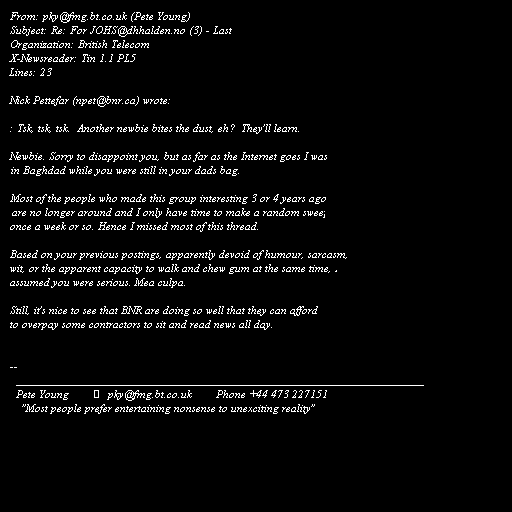 From: pky@fmg.bt.co.uk (Pete Young)
Subject: Re: For JOHS@dhhalden.no (3) - Last
Organization: British Telecom
X-Newsreader: Tin 1.1 PL5
Lines: 23

Nick Pettefar (npet@bnr.ca) wrote:

: Tsk, tsk, tsk.  Another newbie bites the dust, eh?  They'll learn.

Newbie. Sorry to disappoint you, but as far as the Internet goes I was
in Baghdad while you were still in your dads bag.

Most of the people who made this group interesting 3 or 4 years ago
are no longer around and I only have time to make a random
once a week or so. Hence I missed most of this thread.

Based on your previous postings, apparently devoid of humour, sarcasm,
wit, or the apparent capacity to walk and chew gum at the same time,
assumed you were serious. Mea culpa.

Still, it's nice to see that BNR are doing so well that they can afford
to overpay some contractors to sit and read news all day.

--
Pete Young pky@fmg.bt.co.uk Phone +44 473 227151
"Most people prefer entertaining nonsense to unexciting reality"